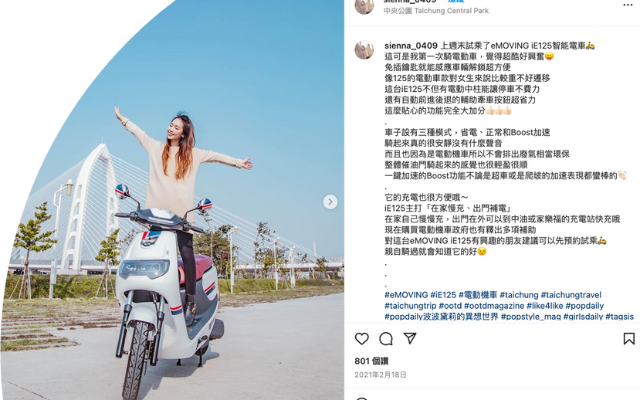 中央公園 Taichung Central Park
sienna_0409 上週末試乘了eMOVING iE125智能電車🛵
這可是我第一次騎電動車，覺得超酷好興奮😛
免插鑰匙就能感應車輛解鎖超方便
像125的電動車款對女生來說比較重不好遷移
這台iE125不但有電動中柱能讓停車不費力
還有自動前進後退的輔助牽車按鈕超省力
這麼貼心的功能完全大加分👍🏻👍🏻👍🏻
.
車子設有三種模式，省電、正常和Boost加速
騎起來真的很安靜沒有什麼聲音
而且也因為是電動機車所以不會排出廢氣相當環保
整體催油門騎起來的感覺也很輕盈很順
一鍵加速的Boost功能不論是超車或是爬坡的加速表現都蠻棒的👏🏻
.
它的充電也很方便哦～
iE125主打「在家慢充、出門補電」
在家自己慢慢充，出門在外可以到中油或家樂福的充電站快充哦
現在購買電動機車政府也有釋出多項補助
對這台eMOVING iE125有興趣的朋友建議可以先預約試乘🛵
親自騎過就會知道它的好😉
.
.
.
#eMOVING #iE125 #電動機車 #taichung #taichungtravel
#taichungtrip #ootd #ootdmagazine #like4like #popdaily
#popdaily波波黛莉的異想世界 #popstyle_mag #girlsdaily #tagsis
801 個讚
2021年2月18日